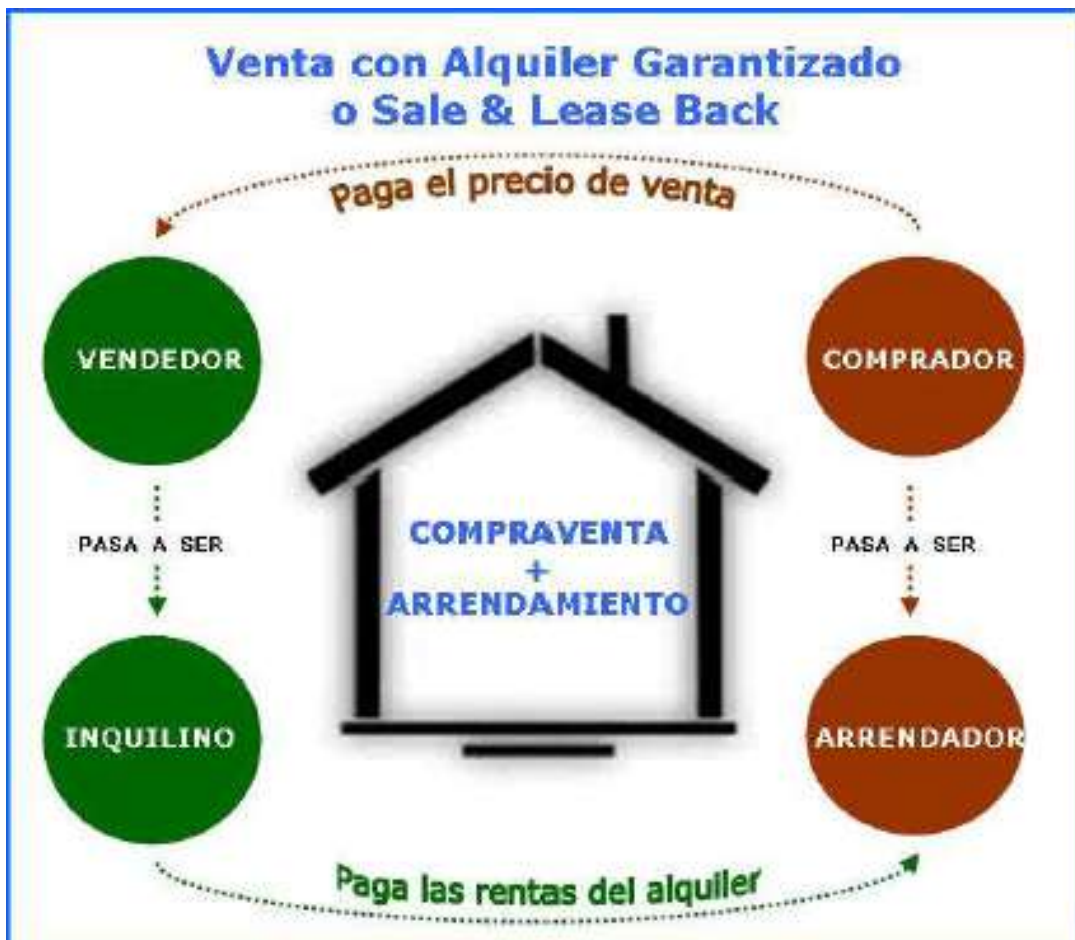 Venta con Alquiler Garantizado
o Sale & Lease Back
Paga el precio de venta
VENDEDOR
COMPRADOR
PASA A SER
PASA A SER
COMPRAVENTA
+
ARRENDAMIENTO
INQUILINO
ARRENDADOR
Paga las rentas del alquiler